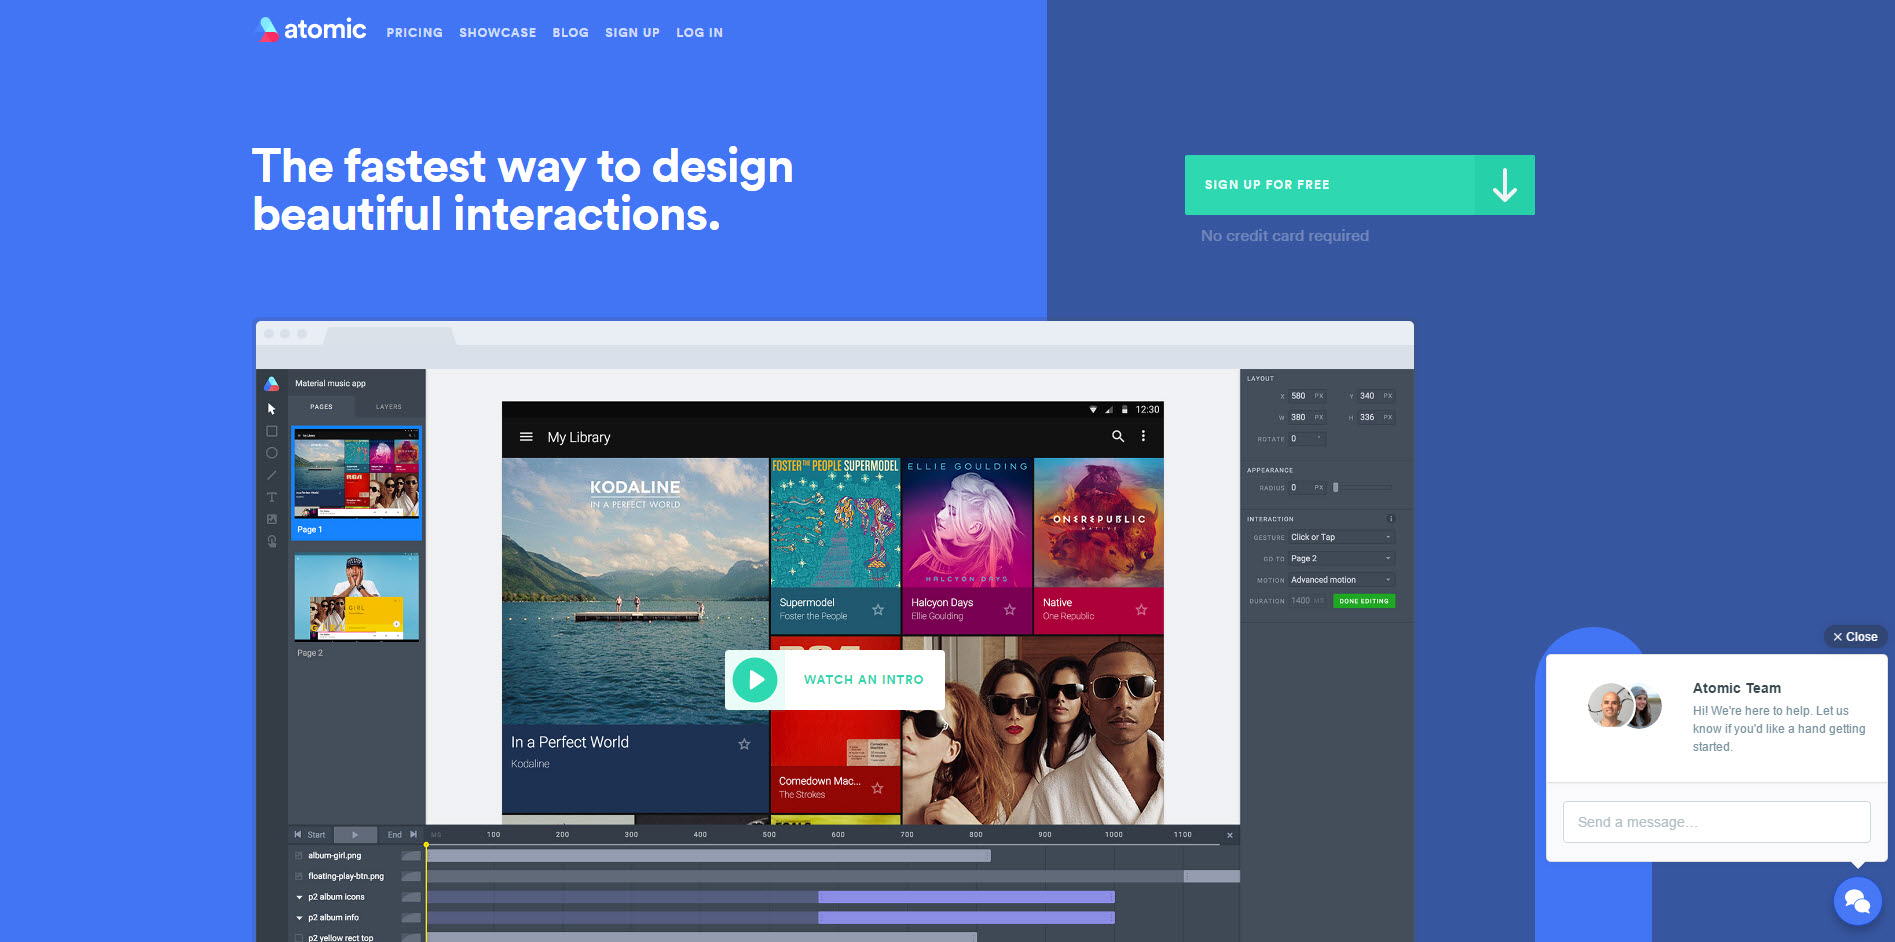 atomic
PRICING
SHOWCASE
BLOG
SIGN UP
LOG IN
The fastest way to design
beautiful interactions.
SIGN UP FOR FREE
No credit card required
Material music app
PAGES
LAYERS
Page 1
Page 2
12:30
My Library
KODALINE
IN A PERFECT WORLD
FOSTER THE PEOPLE SUPERMODEL
ELLIE GOULDING
HALCYON DAYS
ONEREPUBLIC
NATIVE
Supermodel
Foster the People
Halcyon Days
Ellie Goulding
Native
One Republic
WATCH AN INTRO
In a Perfect World
Kodaline
Comedown Mac...
The Strokes
LAYOUT
X 580 PX
Y 340 PX
W 380 PX
H 336 PX
ROTATE 0 °
APPEARANCE
RADIUS 0 PX
INTERACTION
GESTURE Click or Tap
GO TO Page 2
MOTION Advanced motion
DURATION 1400 MS DONE EDITING
Start
End
MS 100 200 300 400 500 600 700 800 900 1000 1100
album-girl.png
floating-play-btn.png
p2 album icons
p2 album info
p2 yellow rect top
Close
Atomic Team
Hi! We're here to help. Let us
know if you'd like a hand getting
started.
Send a message...